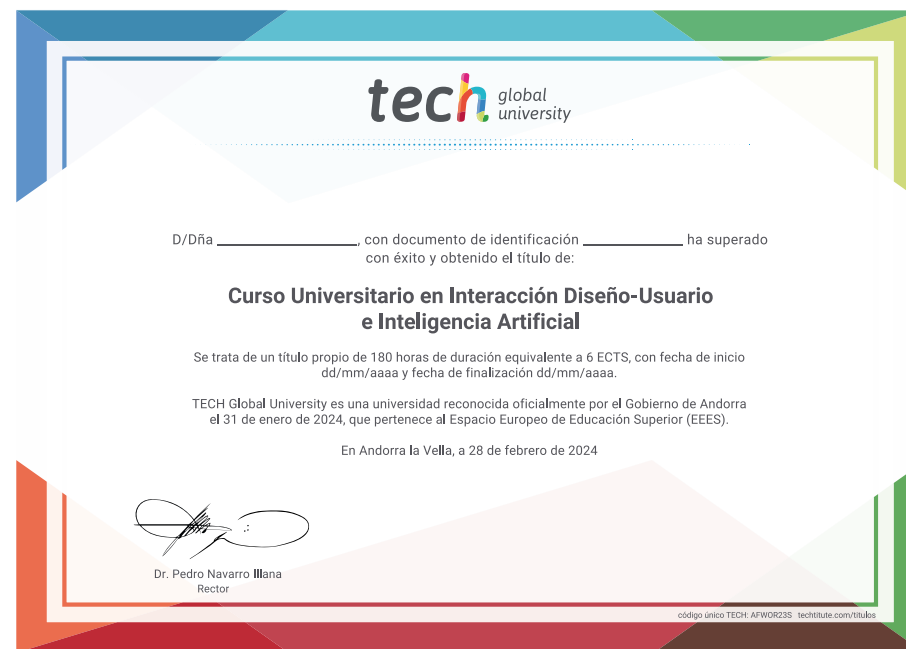 tech global university
D/Dña ____________________, con documento de identificación ______________ ha superado
con éxito y obtenido el título de:
Curso Universitario en Interacción Diseño-Usuario
e Inteligencia Artificial
Se trata de un título propio de 180 horas de duración equivalente a 6 ECTS, con fecha de inicio
dd/mm/aaaa y fecha de finalización dd/mm/aaaa.
TECH Global University es una universidad reconocida oficialmente por el Gobierno de Andorra
el 31 de enero de 2024, que pertenece al Espacio Europeo de Educación Superior (EEES).
En Andorra la Vella, a 28 de febrero de 2024
Dr. Pedro Navarro Illana
Rector
código único TECH: AFWOR23S techtitute.com/titulos